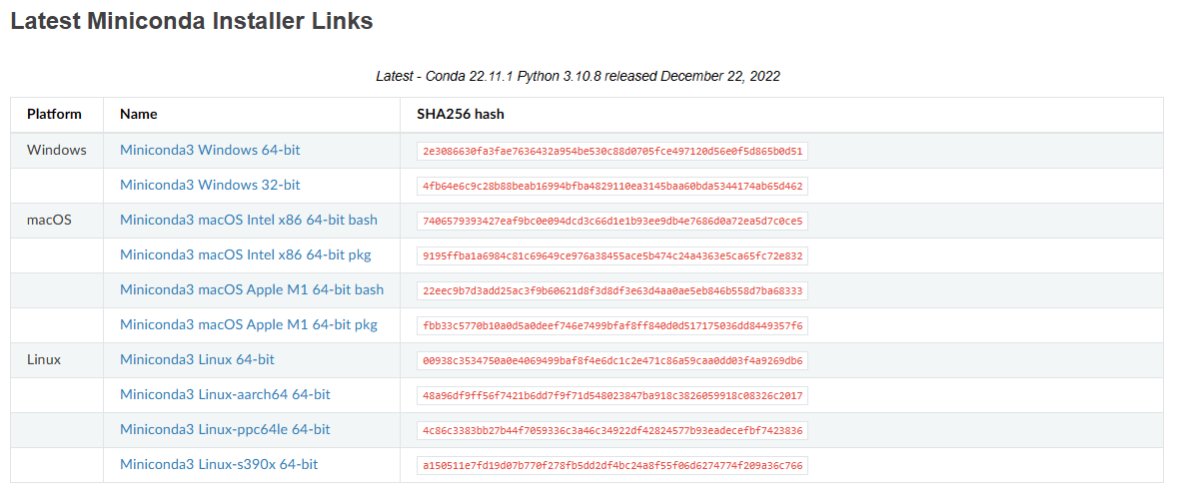 Latest Miniconda Installer Links
Latest - Conda 22.11.1 Python 3.10.8 released December 22, 2022
Platform Name SHA256 hash
Windows Miniconda3 Windows 64-bit 2e3086630fa3fae7636432a954be530c88d0705fce497120d56e0f5d865b0d51
Miniconda3 Windows 32-bit 4fb64e6c9c28b88beab16994bfba4829110ea3145baa60bda5344174ab65d462
macOS Miniconda3 macOS Intel x86 64-bit bash 7406579393427eaf9bc0e094dcd3c66d1e1b93ee9db4e7686d0a72ea5d7c0ce5
Miniconda3 macOS Intel x86 64-bit pkg 9195ffba1a6984c81c69649ce976a38455ace5b474c24a4363e5ca65fc72e832
Miniconda3 macOS Apple M1 64-bit bash 22eec9b7d3add25ac3f9b60621d8f3d8df3e63d4aa0ae5eb846b558d7ba68333
Miniconda3 macOS Apple M1 64-bit pkg fbb33c5770b10a0d5a0deef746e7499bfaf8ff840d0d517175036dd8449357f6
Linux Miniconda3 Linux 64-bit 00938c3534750a0e4069499baf8f4e6dc1c2e471c86a59caa0dd03f4a9269db6
Miniconda3 Linux-aarch64 64-bit 48a96df9ff56f7421b6dd7f9f71d548023847ba918c3826059918c08326c2017
Miniconda3 Linux-ppc64le 64-bit 4c86c3383bb27b44f7059336c3a46c34922df42824577b93eadecefbf7423836
Miniconda3 Linux-s390x 64-bit a150511e7fd19d07b770f278fb5dd2df4bc24a8f55f06d6274774f209a36c766